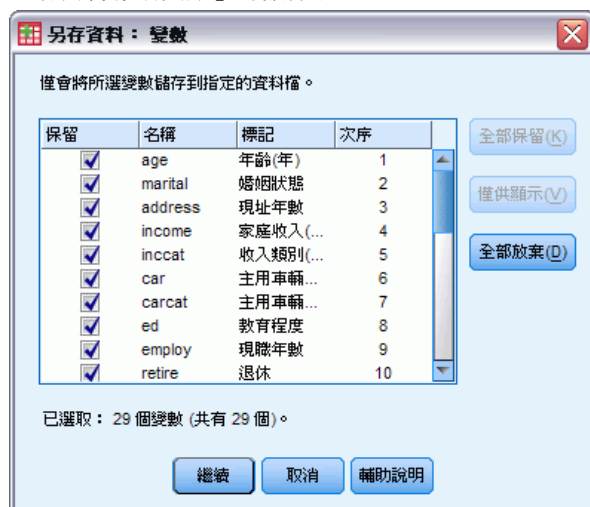 另存資料：變數
僅會將所選變數儲存到指定的資料檔。
保留 名稱 標記 次序
age 年齡(年) 1
marital 婚姻狀態 2
address 現址年數 3
income 家庭收入(... 4
inccat 收入類別(... 5
car 主用車輛... 6
carcat 主用車輛... 7
ed 教育程度 8
employ 現職年數 9
retire 退休 10
全部保留(K)
僅供顯示(V)
全部放棄(D)
已選取：29 個變數 (共有 29 個)。
繼續 取消 輔助說明